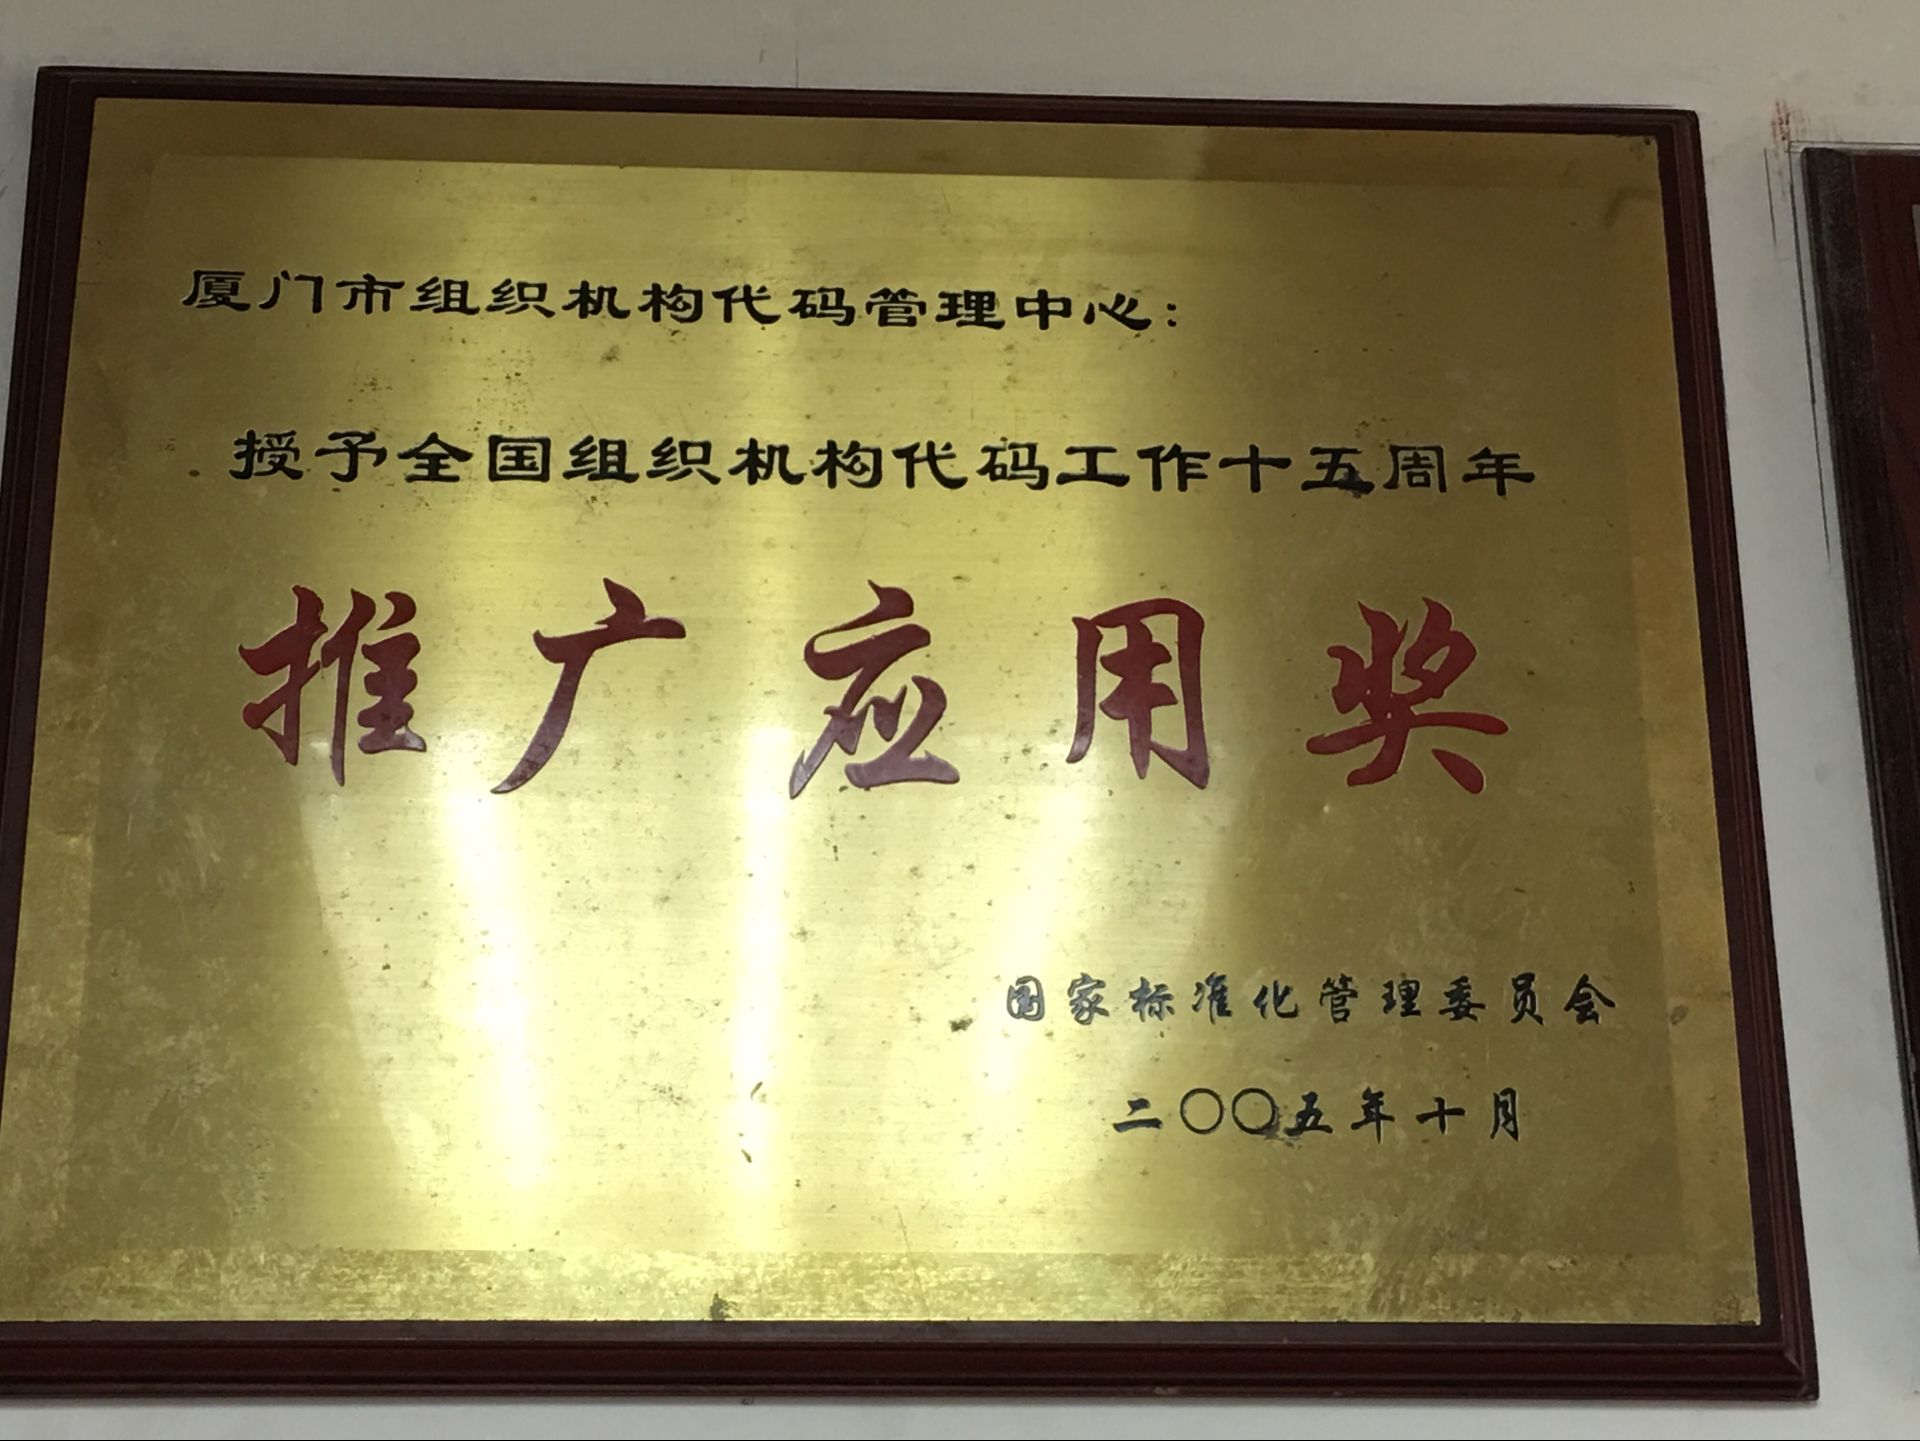 厦门市组织机构代码管理中心：
授予全国组织机构代码工作十五周年
推广应用奖
国家标准化管理委员会
二〇〇五年十月